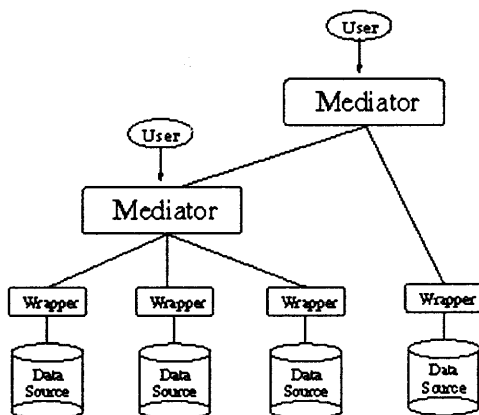 User
Mediator
User
Mediator
Wrapper
Wrapper
Wrapper
Wrapper
Data
Source
Data
Source
Data
Source
Data
Source